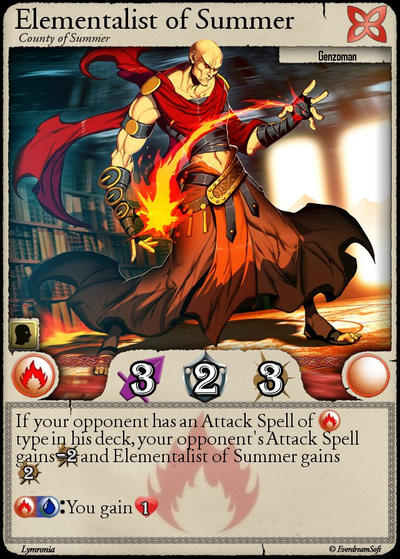 Elementalist of Summer
County of Summer
Genzoman
3 2 3
If your opponent has an Attack Spell of
type in his deck, your opponent's Attack Spell
gains -2 and Elementalist of Summer gains
2
: You gain 1
Lymronia © EverdreamSoft